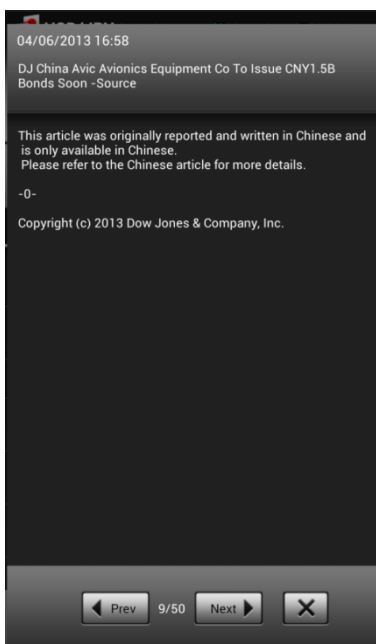 04/06/2013 16:58
DJ China Avic Avionics Equipment Co To Issue CNY1.5B
Bonds Soon -Source
This article was originally reported and written in Chinese and
is only available in Chinese.
Please refer to the Chinese article for more details.
-0-
Copyright (c) 2013 Dow Jones & Company, Inc.
Prev 9/50 Next